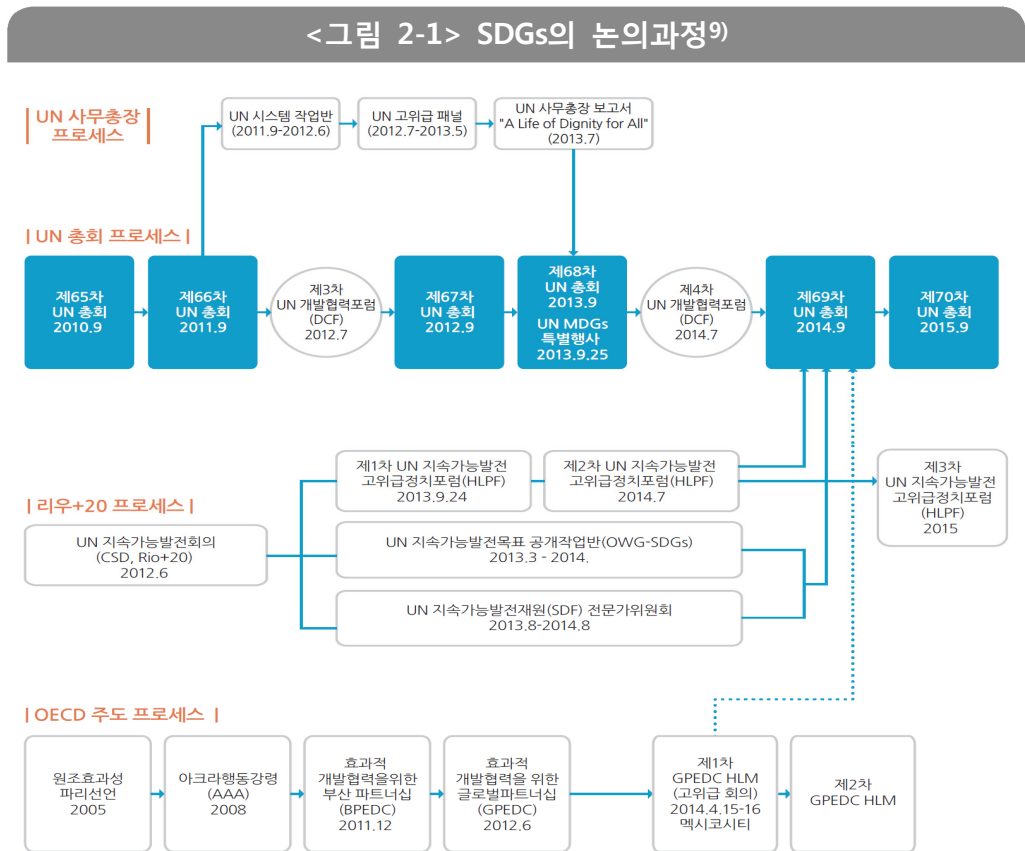 <그림 2-1> SDGs의 논의과정9)
| UN 사무총장 |
프로세스
UN 시스템 작업반
(2011.9-2012.6)
UN 고위급 패널
(2012.7-2013.5)
UN 사무총장 보고서
"A Life of Dignity for All"
(2013.7)
| UN 총회 프로세스 |
제65차
UN 총회
2010.9
제66차
UN 총회
2011.9
제3차
UN 개발협력포럼
(DCF)
2012.7
제67차
UN 총회
2012.9
제68차
UN 총회
2013.9
UN MDGs
특별행사
2013.9.25
제4차
UN 개발협력포럼
(DCF)
2014.7
제69차
UN 총회
2014.9
제70차
UN 총회
2015.9
| 리우+20 프로세스 |
UN 지속가능발전회의
(CSD, Rio+20)
2012.6
제1차 UN 지속가능발전
고위급정치포럼(HLPF)
2013.9.24
제2차 UN 지속가능발전
고위급정치포럼(HLPF)
2014.7
제3차
UN 지속가능발전
고위급정치포럼
(HLPF)
2015
UN 지속가능발전목표 공개작업반(OWG-SDGs)
2013.3 - 2014.
UN 지속가능발전재원(SDF) 전문가위원회
2013.8-2014.8
| OECD 주도 프로세스 |
원조효과성
파리선언
2005
아크라행동강령
(AAA)
2008
효과적
개발협력을위한
부산 파트너십
(BPEDC)
2011.12
효과적
개발협력을 위한
글로벌파트너십
(GPEDC)
2012.6
제1차
GPEDC HLM
(고위급 회의)
2014.4.15-16
멕시코시티
제2차
GPEDC HLM